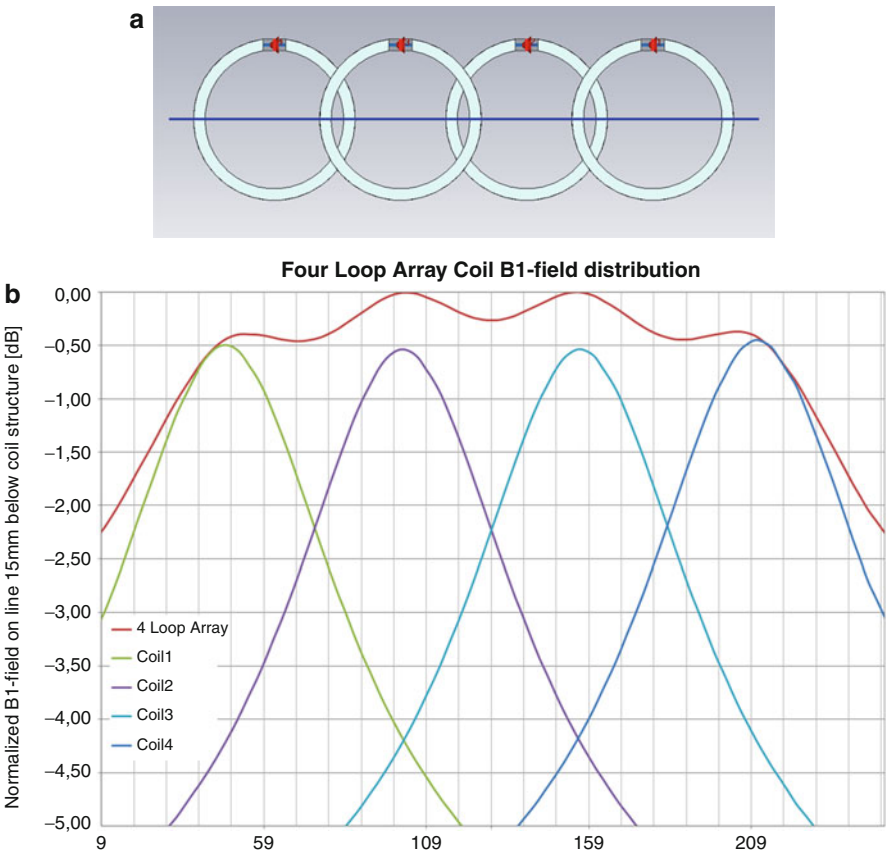 a
Four Loop Array Coil B1-field distribution
b
Normalized B1-field on line 15mm below coil structure [dB]
0,00
–0,50
–1,00
–1,50
–2,00
–2,50
–3,00
–3,50
–4,00
–4,50
–5,00
4 Loop Array
Coil1
Coil2
Coil3
Coil4
9 59 109 159 209